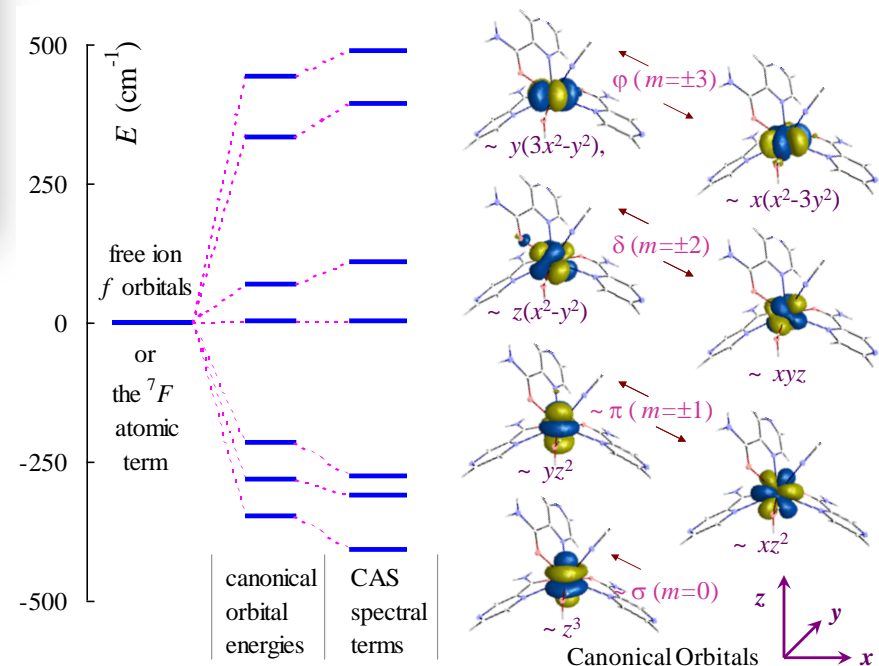 500
250
0
-250
-500
E (cm⁻¹)
free ion
f orbitals
or
the ⁷F
atomic
term
canonical
orbital
energies
CAS
spectral
terms
φ (m=±3)
~ y(3x²-y²),
~ x(x²-3y²)
δ (m=±2)
~ z(x²-y²)
~ xyz
~ π (m=±1)
~ yz²
~ xz²
~ σ (m=0)
~ z³
Canonical Orbitals
z
y
x